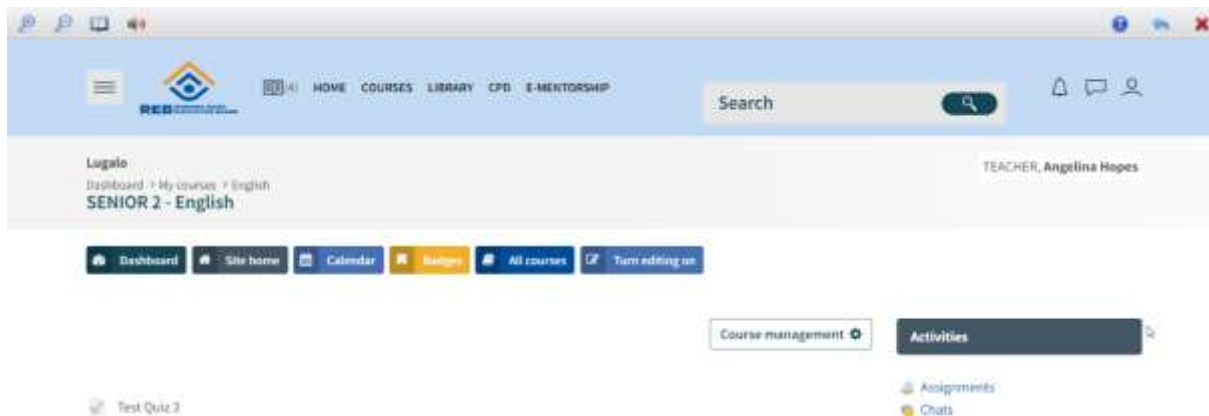 REB
HOME COURSES LIBRARY CPD E-MENTORSHIP
Search
Lugalo
TEACHER, Angelina Hopes
Dashboard > My courses > English
SENIOR 2 - English
Dashboard Site home Calendar Badges All courses Turn editing on
Course management
Activities
Assignments
Test Quiz 3
Chats